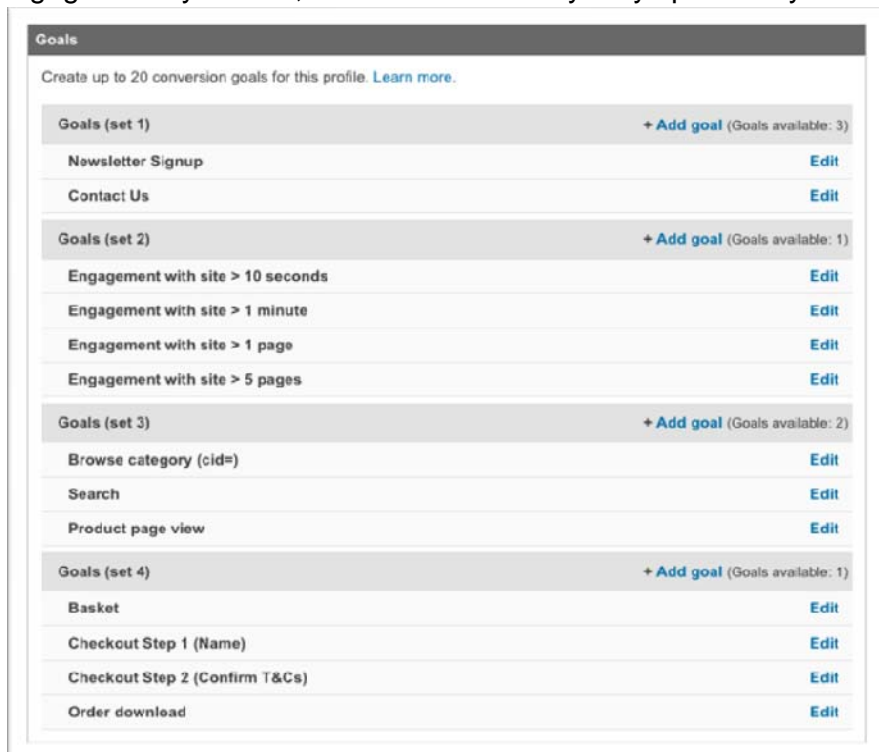 Goals
Create up to 20 conversion goals for this profile. Learn more.
Goals (set 1) + Add goal (Goals available: 3)
Newsletter Signup Edit
Contact Us Edit
Goals (set 2) + Add goal (Goals available: 1)
Engagement with site > 10 seconds Edit
Engagement with site > 1 minute Edit
Engagement with site > 1 page Edit
Engagement with site > 5 pages Edit
Goals (set 3) + Add goal (Goals available: 2)
Browse category (cid=) Edit
Search Edit
Product page view Edit
Goals (set 4) + Add goal (Goals available: 1)
Basket Edit
Checkout Step 1 (Name) Edit
Checkout Step 2 (Confirm T&Cs) Edit
Order download Edit